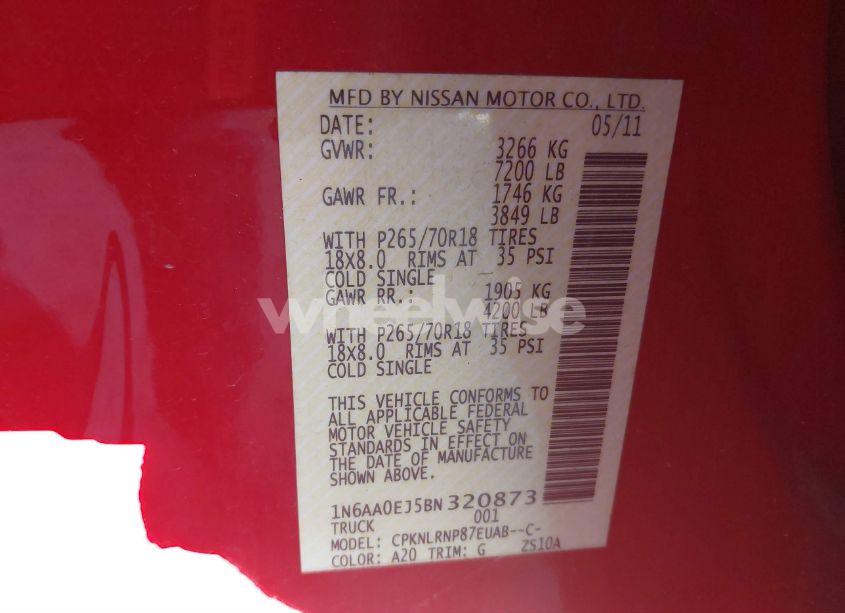 MFD BY NISSAN MOTOR CO., LTD.
DATE: 05/11
GVWR: 3266 KG
7200 LB
GAWR FR.: 1746 KG
3849 LB
WITH P265/70R18 TIRES
18X8.0 RIMS AT 35 PSI
COLD SINGLE
GAWR RR.: 1905 KG
4200 LB
wheelwise
WITH P265/70R18 TIRES
18X8.0 RIMS AT 35 PSI
COLD SINGLE
THIS VEHICLE CONFORMS TO
ALL APPLICABLE FEDERAL
MOTOR VEHICLE SAFETY
STANDARDS IN EFFECT ON
THE DATE OF MANUFACTURE
SHOWN ABOVE.
1N6AA0EJ5BN320873
TRUCK 001
MODEL: CPKNLRNP87EUAB--C-
COLOR: A20 TRIM: G ZS10A